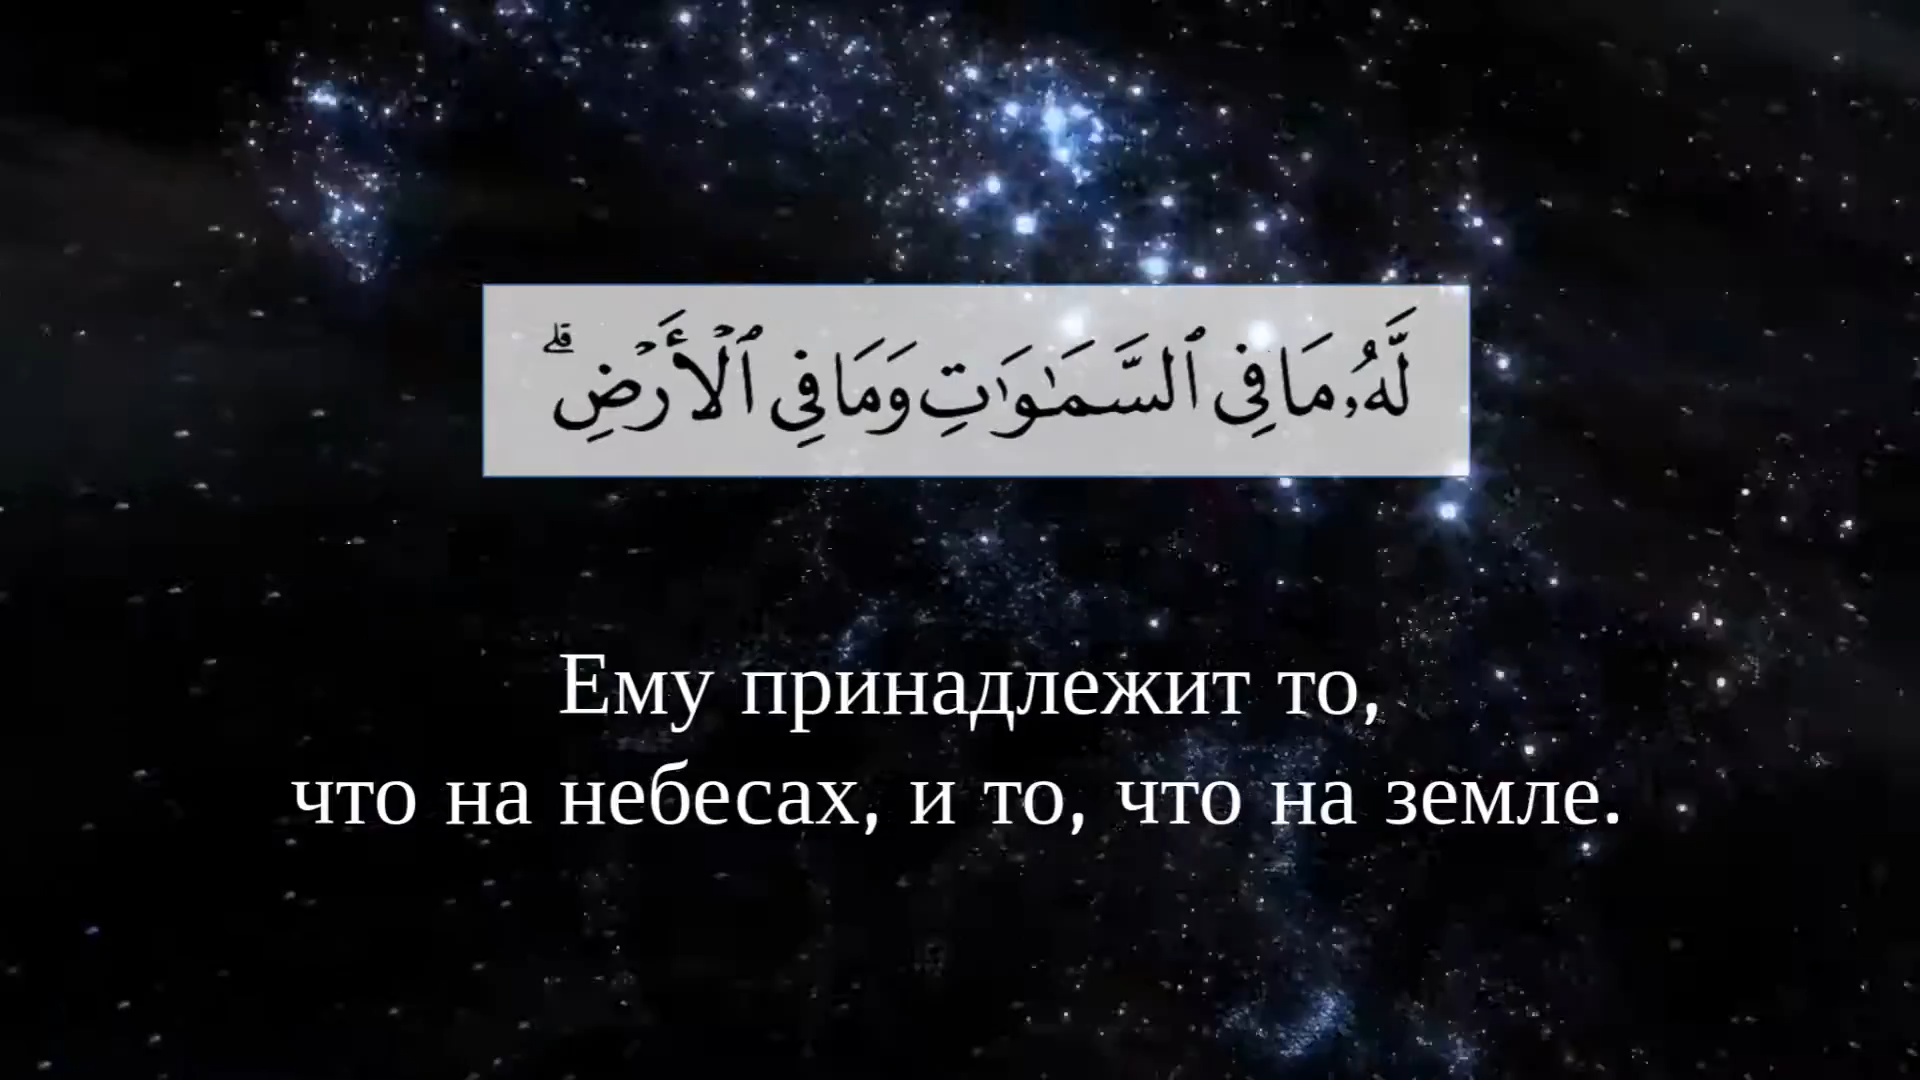 لَّهُۥ مَا فِى ٱلسَّمَـٰوَٰتِ وَمَا فِى ٱلْأَرْضِ ۗ
Ему принадлежит то,
что на небесах, и то, что на земле.